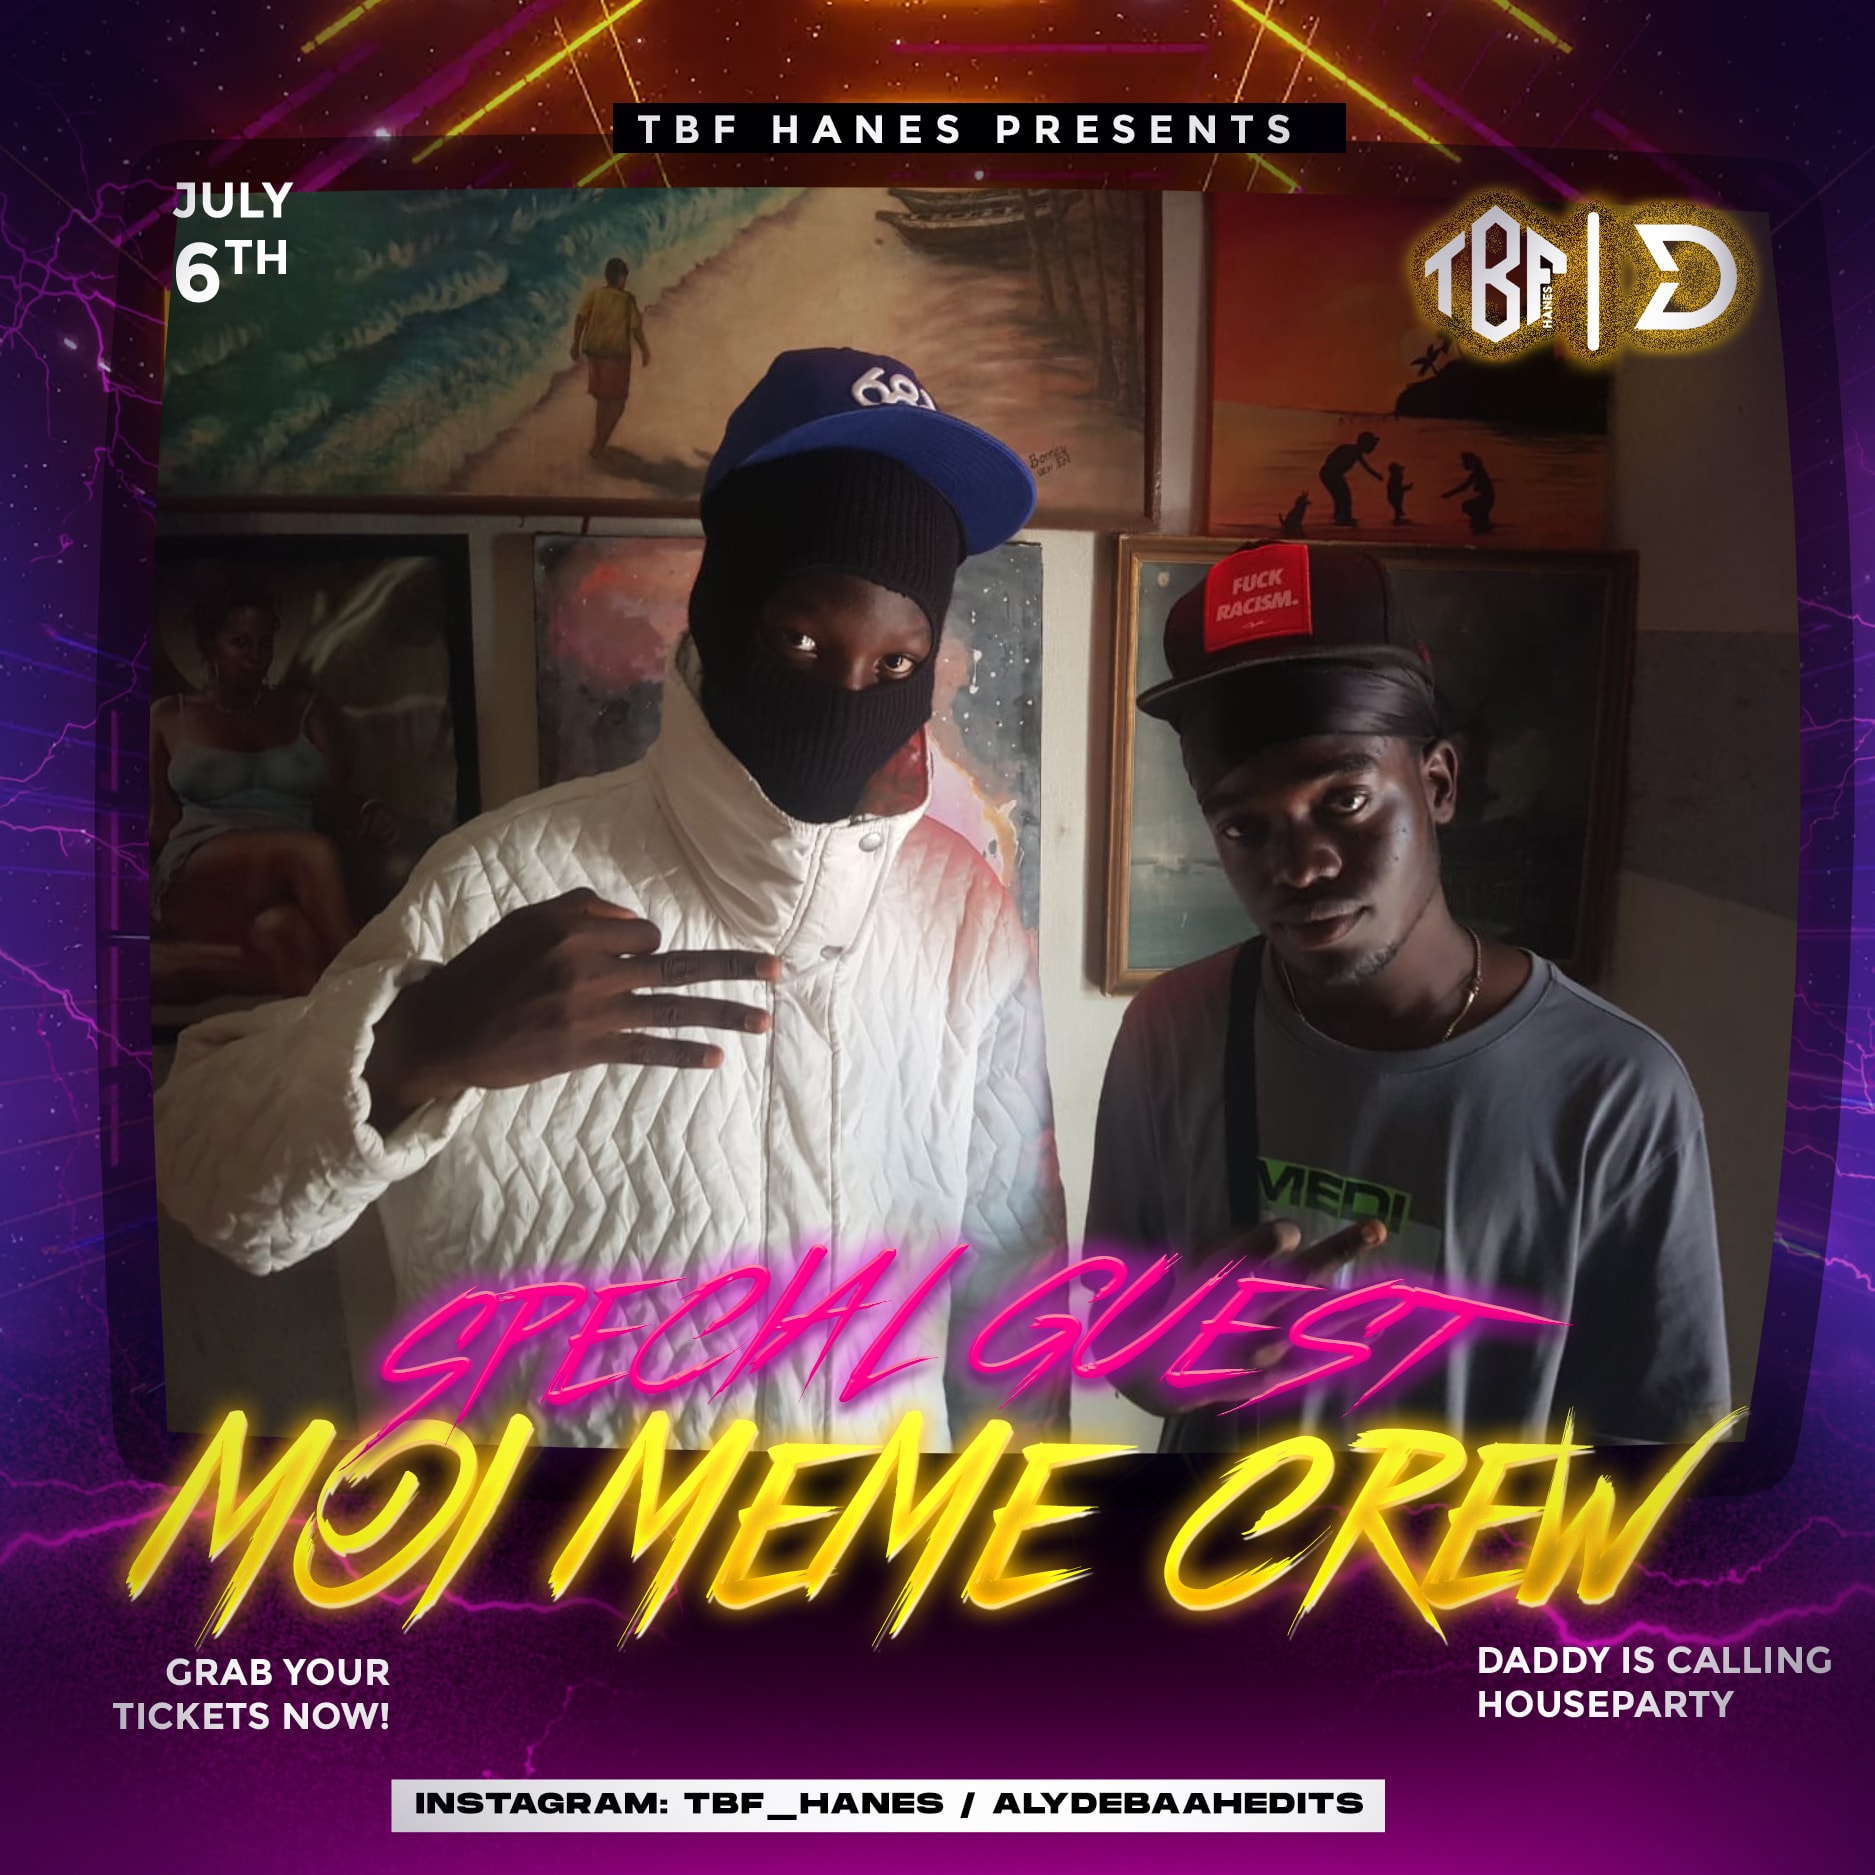 TBF HANES PRESENTS
JULY
6TH
TBF
HANES
FUCK
RACISM.
MEDI
SPECIAL GUEST
MOI MEME CREW
GRAB YOUR
TICKETS NOW!
DADDY IS CALLING
HOUSEPARTY
INSTAGRAM: TBF_HANES / ALYDEBAAHEDITS